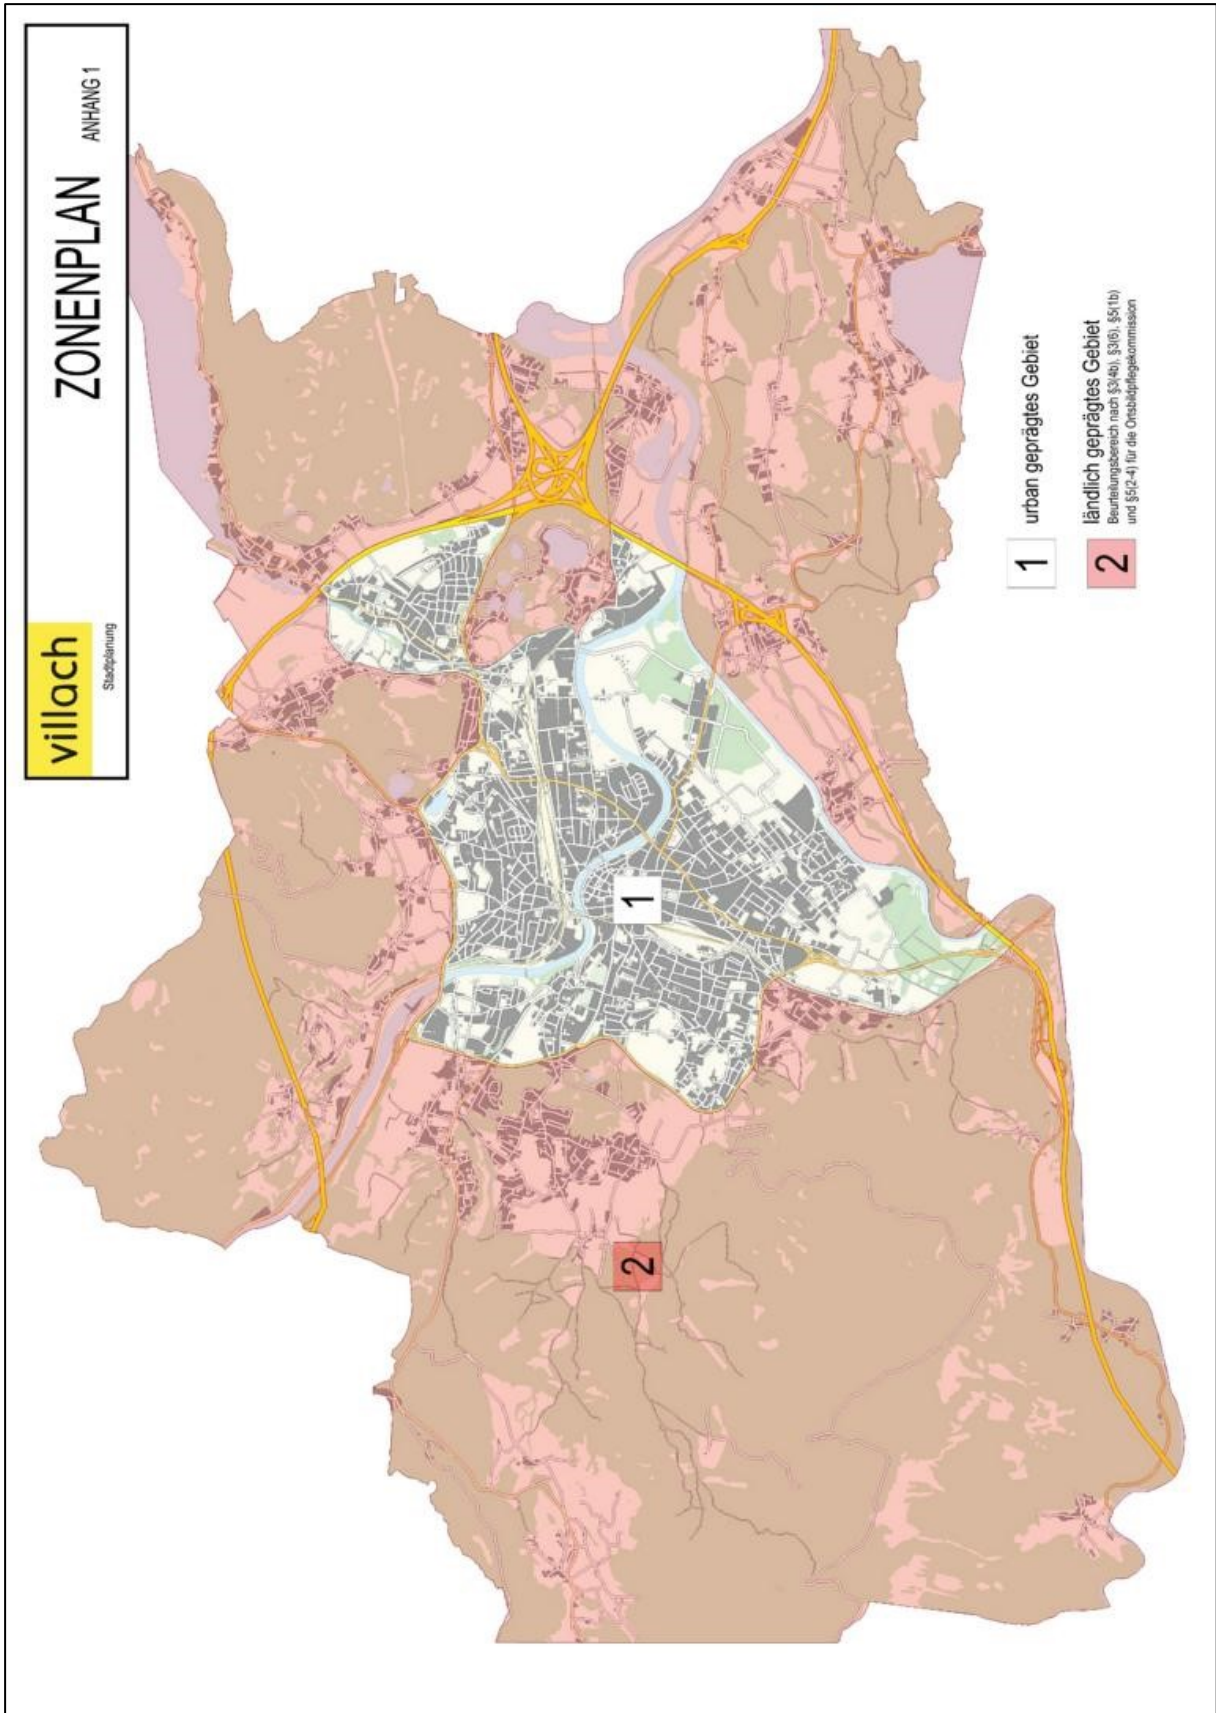 villach
Stadtplanung
ZONENPLAN
ANHANG 1
1
2
1
urban geprägtes Gebiet
2
ländlich geprägtes Gebiet
Beurteilungsbereich nach §3(4b), §3(6), §5(1b)
und §5(2-4) für die Ortsbildpflegekommission